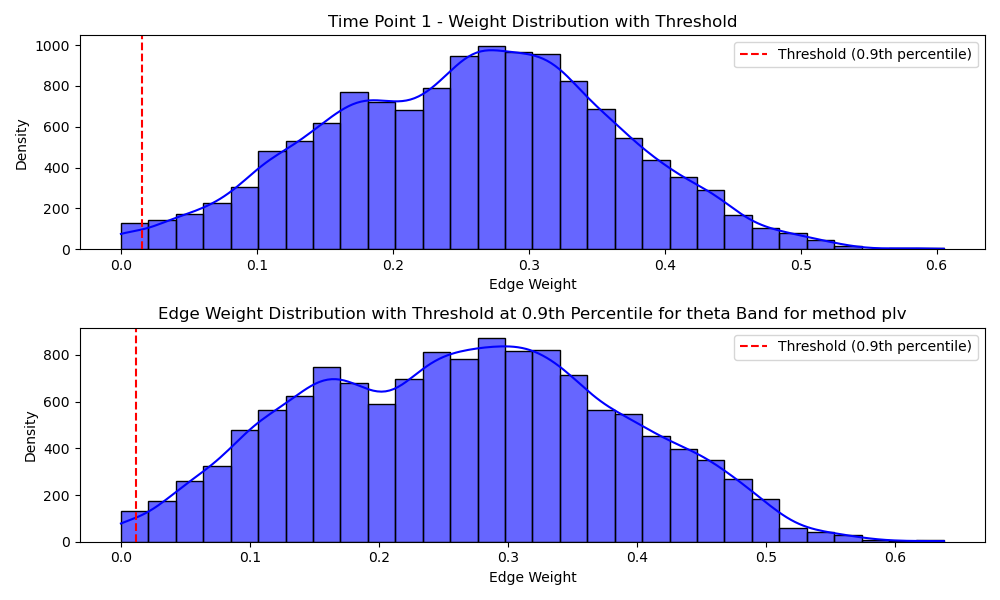 Time Point 1 - Weight Distribution with Threshold
Threshold (0.9th percentile)
Density
1000
800
600
400
200
0
0.0 0.1 0.2 0.3 0.4 0.5 0.6
Edge Weight
Edge Weight Distribution with Threshold at 0.9th Percentile for theta Band for method plv
Threshold (0.9th percentile)
Density
800
600
400
200
0
0.0 0.1 0.2 0.3 0.4 0.5 0.6
Edge Weight